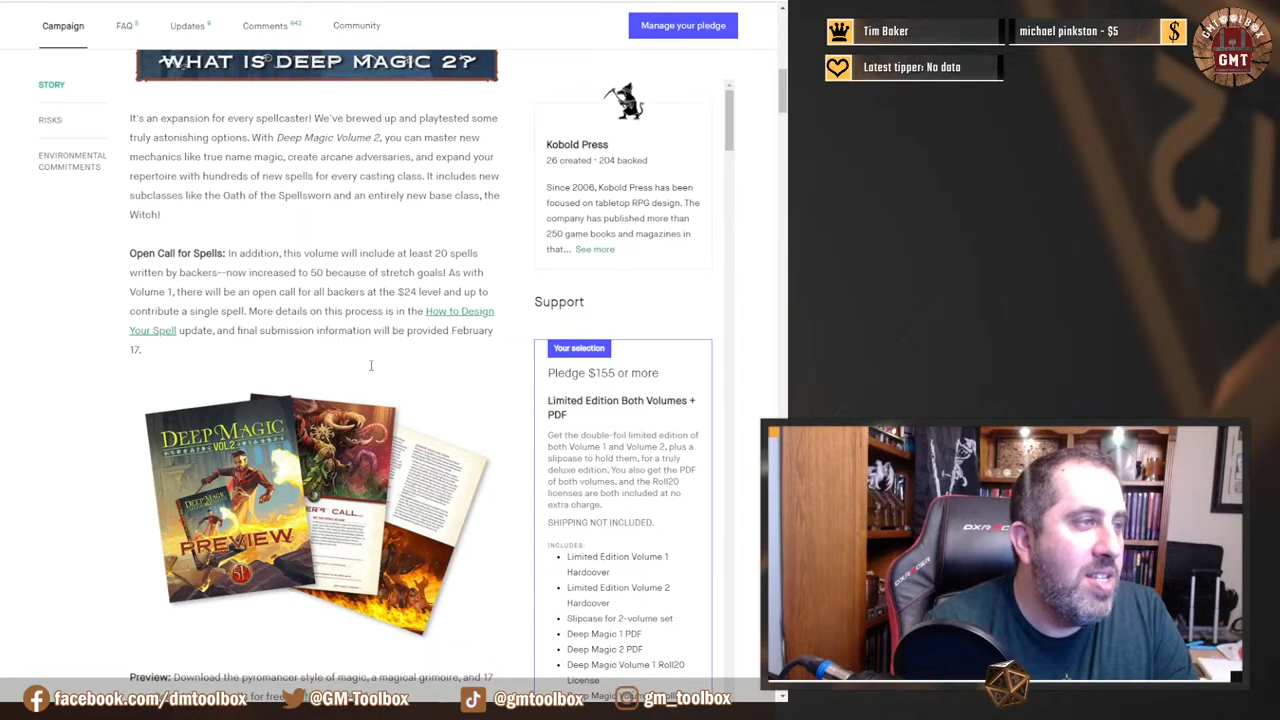 Campaign FAQ 8 Updates 9 Comments 643 Community Manage your pledge
WHAT IS DEEP MAGIC 2?
STORY
RISKS
ENVIRONMENTAL
COMMITMENTS
It's an expansion for every spellcaster! We've brewed up and playtested some
truly astonishing options. With Deep Magic Volume 2, you can master new
mechanics like true name magic, create arcane adversaries, and expand your
repertoire with hundreds of new spells for every casting class. It includes new
subclasses like the Oath of the Spellsworn and an entirely new base class, the
Witch!
Open Call for Spells: In addition, this volume will include at least 20 spells
written by backers--now increased to 50 because of stretch goals! As with
Volume 1, there will be an open call for all backers at the $24 level and up to
contribute a single spell. More details on this process is in the How to Design
Your Spell update, and final submission information will be provided February
17.
DEEP MAGIC
VOL 2
DEEP MAGIC
PREVIEW
Preview: Download the pyromancer style of magic, a magical grimoire, and 17
Kobold Press
26 created · 204 backed
Since 2006, Kobold Press has been
focused on tabletop RPG design. The
company has published more than
250 game books and magazines in
that... See more
Support
Your selection
Pledge $155 or more
Limited Edition Both Volumes +
PDF
Get the double-foil limited edition of
both Volume 1 and Volume 2, plus a
slipcase to hold them, for a truly
deluxe edition. You also get the PDF
of both volumes, and the Roll20
licenses are both included at no
extra charge.
SHIPPING NOT INCLUDED.
INCLUDES:
Limited Edition Volume 1
Hardcover
Limited Edition Volume 2
Hardcover
Slipcase for 2-volume set
Deep Magic 1 PDF
Deep Magic 2 PDF
Deep Magic Volume 1 Roll20
License
Tim Baker
michael pinkston - $5
$
Latest tipper: No data
GMTOOLBOX
GMT
DXRACER
DXRACER
facebook.com/dmtoolbox @GM-Toolbox @gmtoolbox gm_toolbox